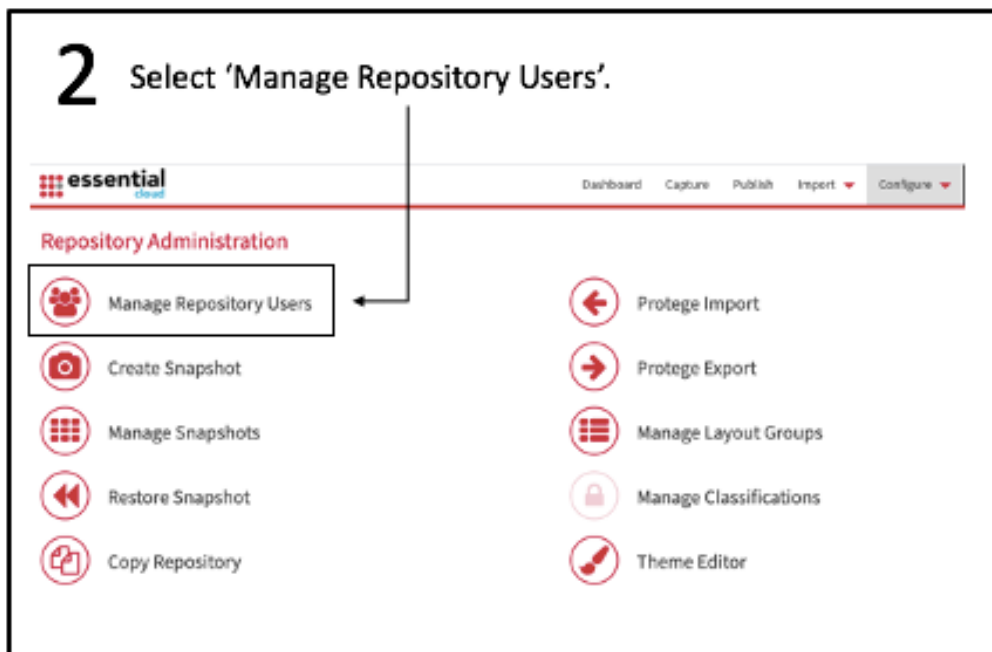 2 Select ‘Manage Repository Users’.
essential
cloud
Dashboard Capture Publish Import Configure
Repository Administration
Manage Repository Users
Protege Import
Create Snapshot
Protege Export
Manage Snapshots
Manage Layout Groups
Restore Snapshot
Manage Classifications
Copy Repository
Theme Editor